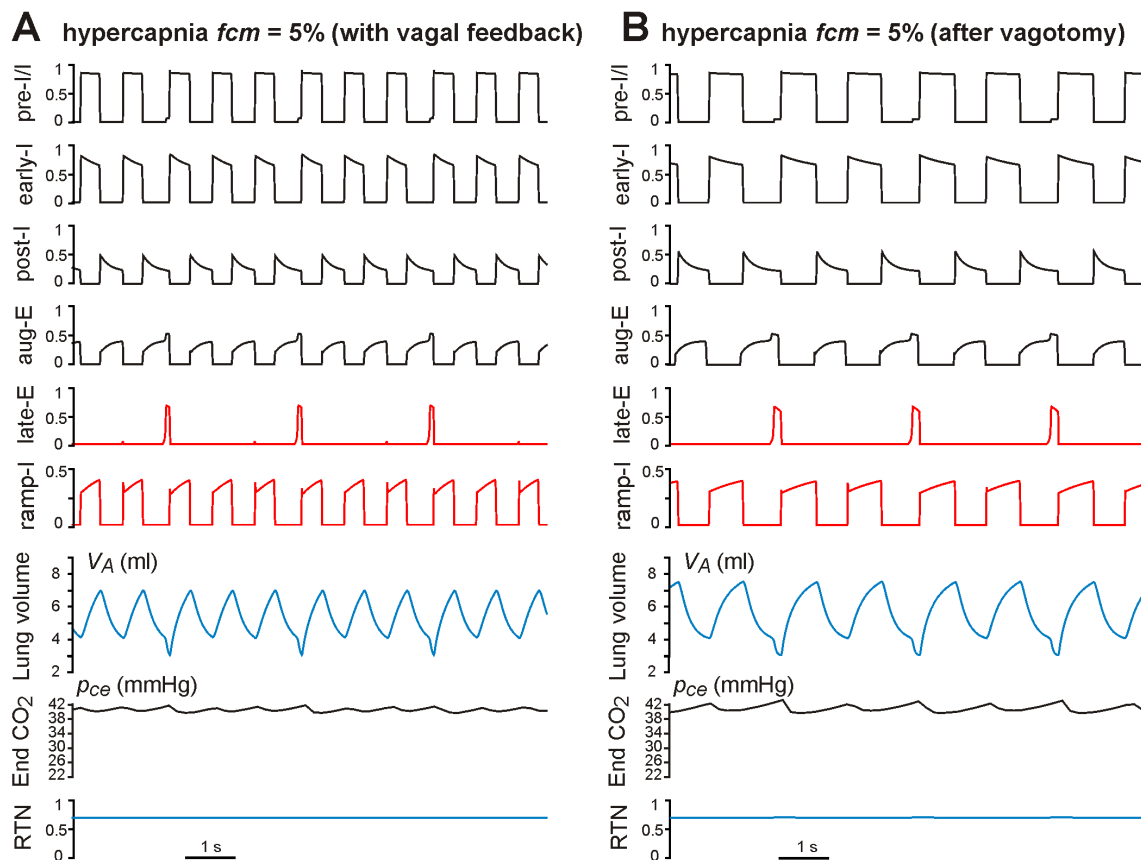 A hypercapnia fcm = 5% (with vagal feedback)
pre-I/I
1
0.5
0
early-I
1
0.5
0
post-I
1
0.5
0
aug-E
1
0.5
0
late-E
1
0.5
0
ramp-I
0.5
0
Lung volume
V_A (ml)
8
6
4
2
End CO₂
p_ce (mmHg)
42
38
34
30
26
22
RTN
1
0.5
0
1 s
B hypercapnia fcm = 5% (after vagotomy)
pre-I/I
1
0.5
0
early-I
1
0.5
0
post-I
1
0.5
0
aug-E
1
0.5
0
late-E
1
0.5
0
ramp-I
0.5
0
Lung volume
V_A (ml)
8
6
4
2
End CO₂
p_ce (mmHg)
42
38
34
30
26
22
RTN
1
0.5
0
1 s